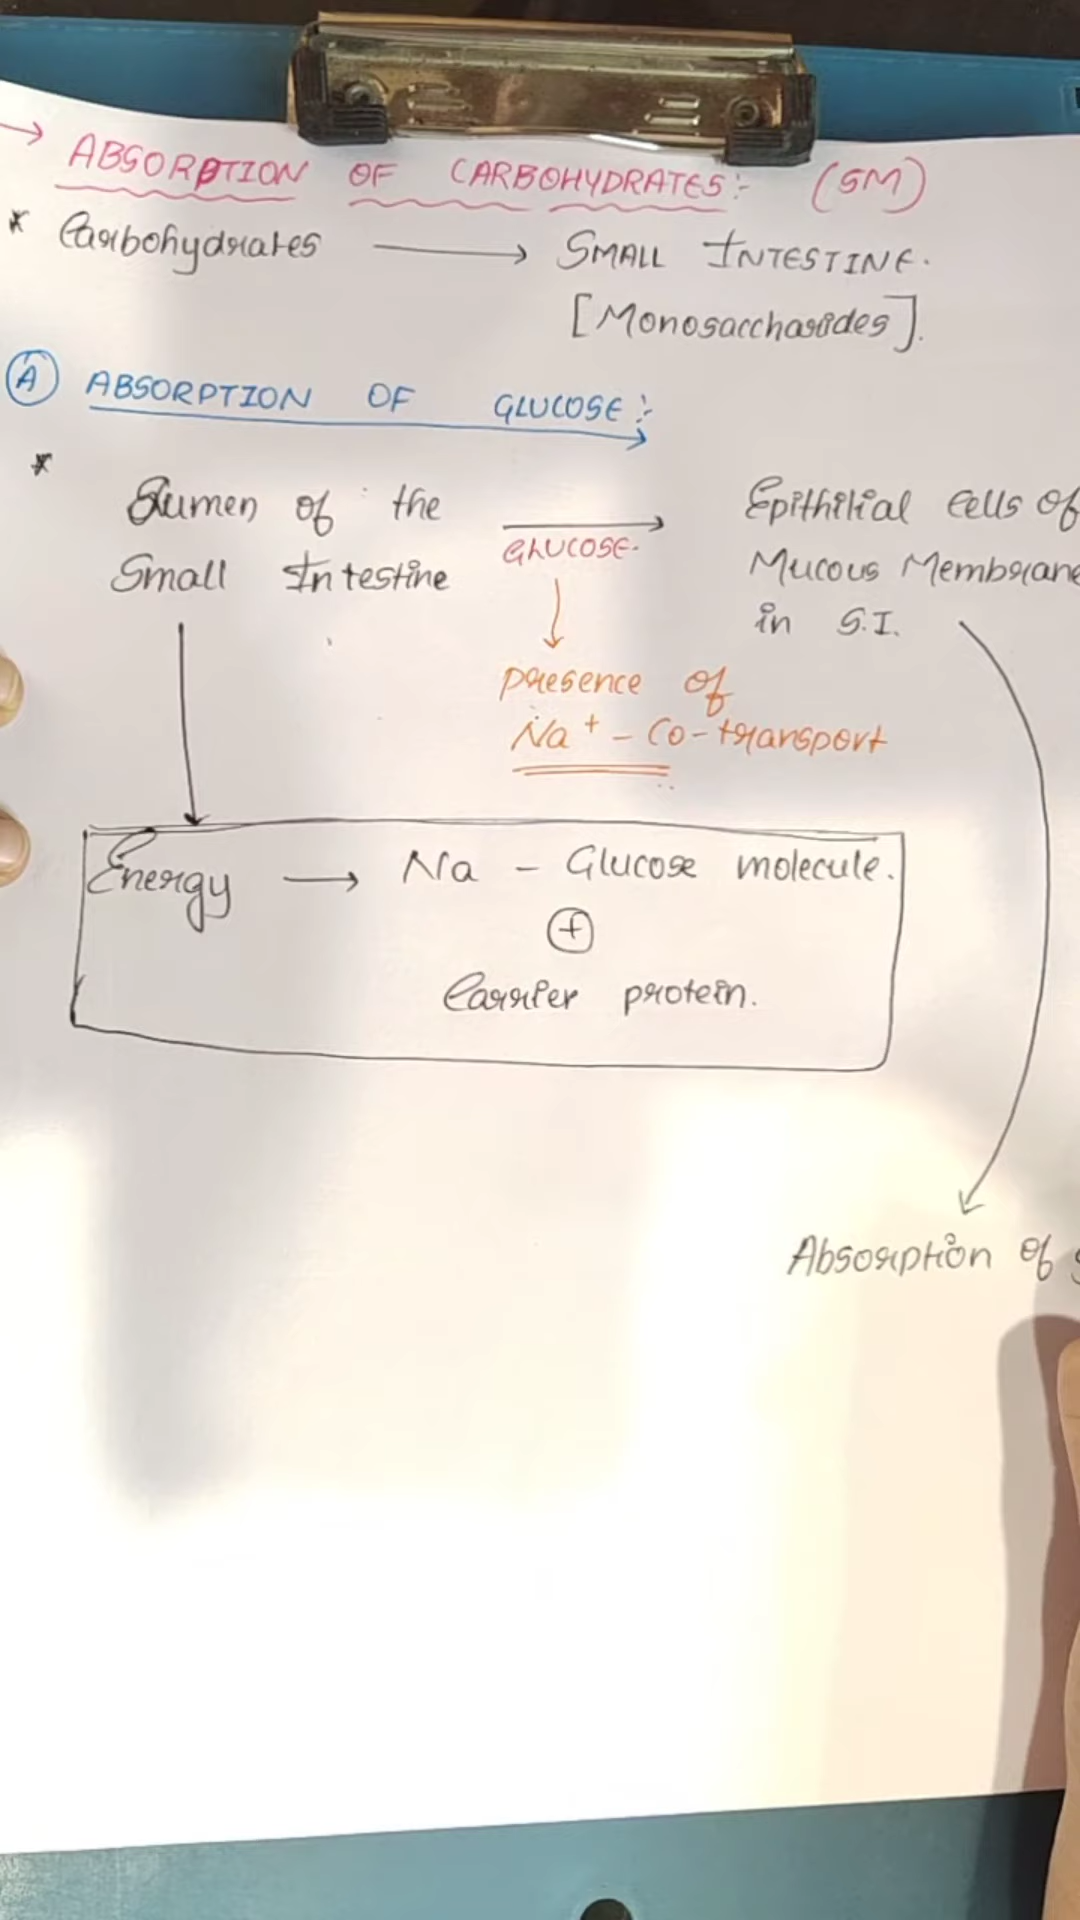 → ABSORPTION OF CARBOHYDRATES:- (5M)
* Carbohydrates → SMALL INTESTINE.
[Monosaccharides].
(A) ABSORPTION OF GLUCOSE:-
* Lumen of the Small Intestine
→ GLUCOSE.
Epithilial Cells of
Mucous Membrane
in S.I.
↓
presence of
Na+ - Co-transport
Energy → Na - Glucose molecule.
+
Carrier protein.
Absorption of